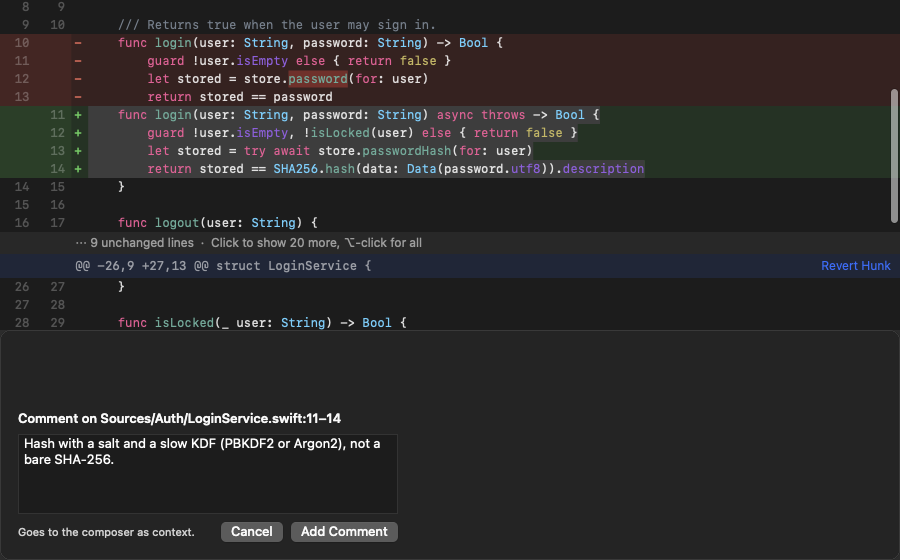 8 9
9 10 /// Returns true when the user may sign in.
10 - func login(user: String, password: String) -> Bool {
11 - guard !user.isEmpty else { return false }
12 - let stored = store.password(for: user)
13 - return stored == password
11 + func login(user: String, password: String) async throws -> Bool {
12 + guard !user.isEmpty, !isLocked(user) else { return false }
13 + let stored = try await store.passwordHash(for: user)
14 + return stored == SHA256.hash(data: Data(password.utf8)).description
14 15 }
15 16
16 17 func logout(user: String) {
··· 9 unchanged lines · Click to show 20 more, ⌥-click for all
@@ -26,9 +27,13 @@ struct LoginService { Revert Hunk
26 27 }
27 28
28 29 func isLocked(_ user: String) -> Bool {
Comment on Sources/Auth/LoginService.swift:11–14
Hash with a salt and a slow KDF (PBKDF2 or Argon2), not a
bare SHA-256.
Goes to the composer as context. Cancel Add Comment